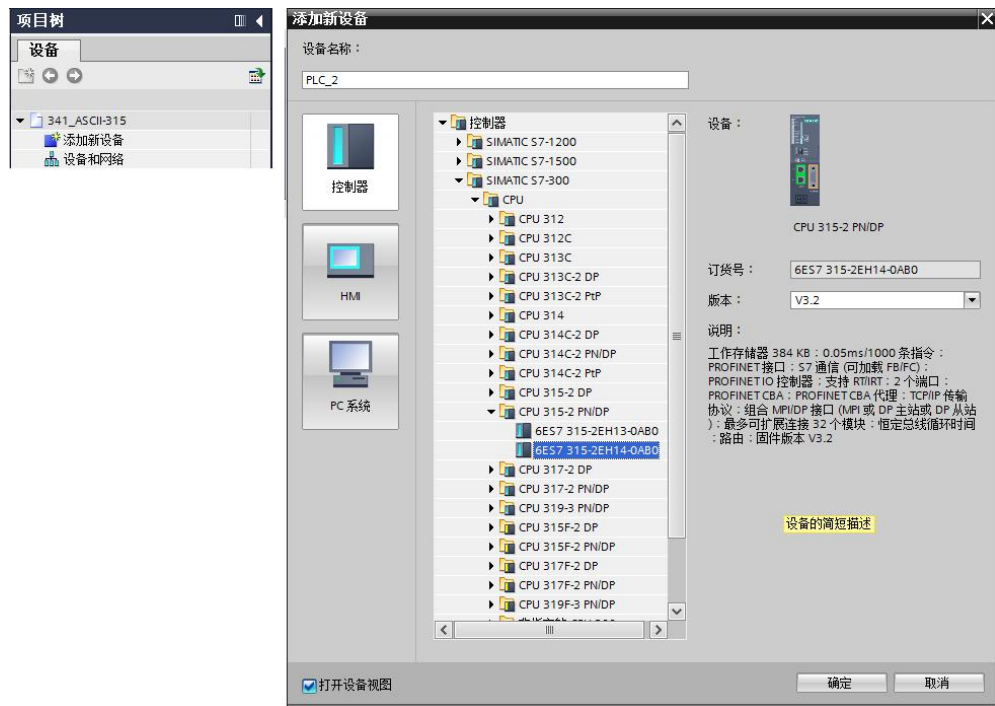 项目树
设备
341_ASCII-315
添加新设备
设备和网络
添加新设备
设备名称：
PLC_2
控制器
HMI
PC 系统
控制器
SIMATIC S7-1200
SIMATIC S7-1500
SIMATIC S7-300
CPU
CPU 312
CPU 312C
CPU 313C
CPU 313C-2 DP
CPU 313C-2 PtP
CPU 314
CPU 314C-2 DP
CPU 314C-2 PN/DP
CPU 314C-2 PtP
CPU 315-2 DP
CPU 315-2 PN/DP
6ES7 315-2EH13-0AB0
6ES7 315-2EH14-0AB0
CPU 317-2 DP
CPU 317-2 PN/DP
CPU 319-3 PN/DP
CPU 315F-2 DP
CPU 315F-2 PN/DP
CPU 317F-2 DP
CPU 317F-2 PN/DP
CPU 319F-3 PN/DP
设备：
CPU 315-2 PN/DP
订货号：
6ES7 315-2EH14-0AB0
版本：
V3.2
说明：
工作存储器 384 KB；0.05ms/1000 条指令；
PROFINET 接口；S7 通信 (可加载 FB/FC)；
PROFINET IO 控制器；支持 RT/IRT；2 个端口；
PROFINET CBA；PROFINET CBA 代理；TCP/IP 传输
协议；组合 MPI/DP 接口 (MPI 或 DP 主站或 DP 从站
)；最多可扩展连接 32 个模块；恒定总线循环时间
；路由；固件版本 V3.2
设备的简短描述
打开设备视图
确定
取消